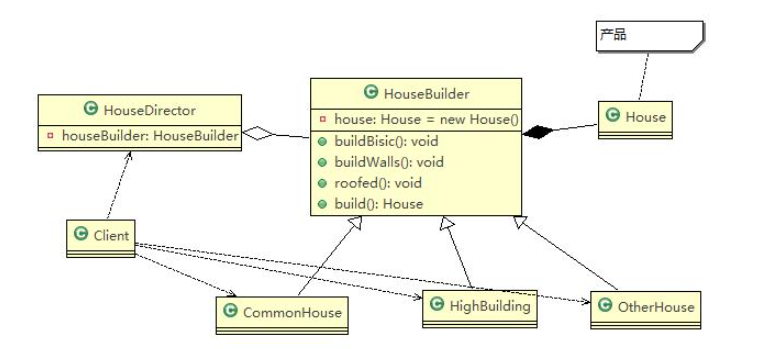 产品
HouseBuilder
house: House = new House()
buildBisic(): void
buildWalls(): void
roofed(): void
build(): House
HouseDirector
houseBuilder: HouseBuilder
House
Client
CommonHouse
HighBuilding
OtherHouse